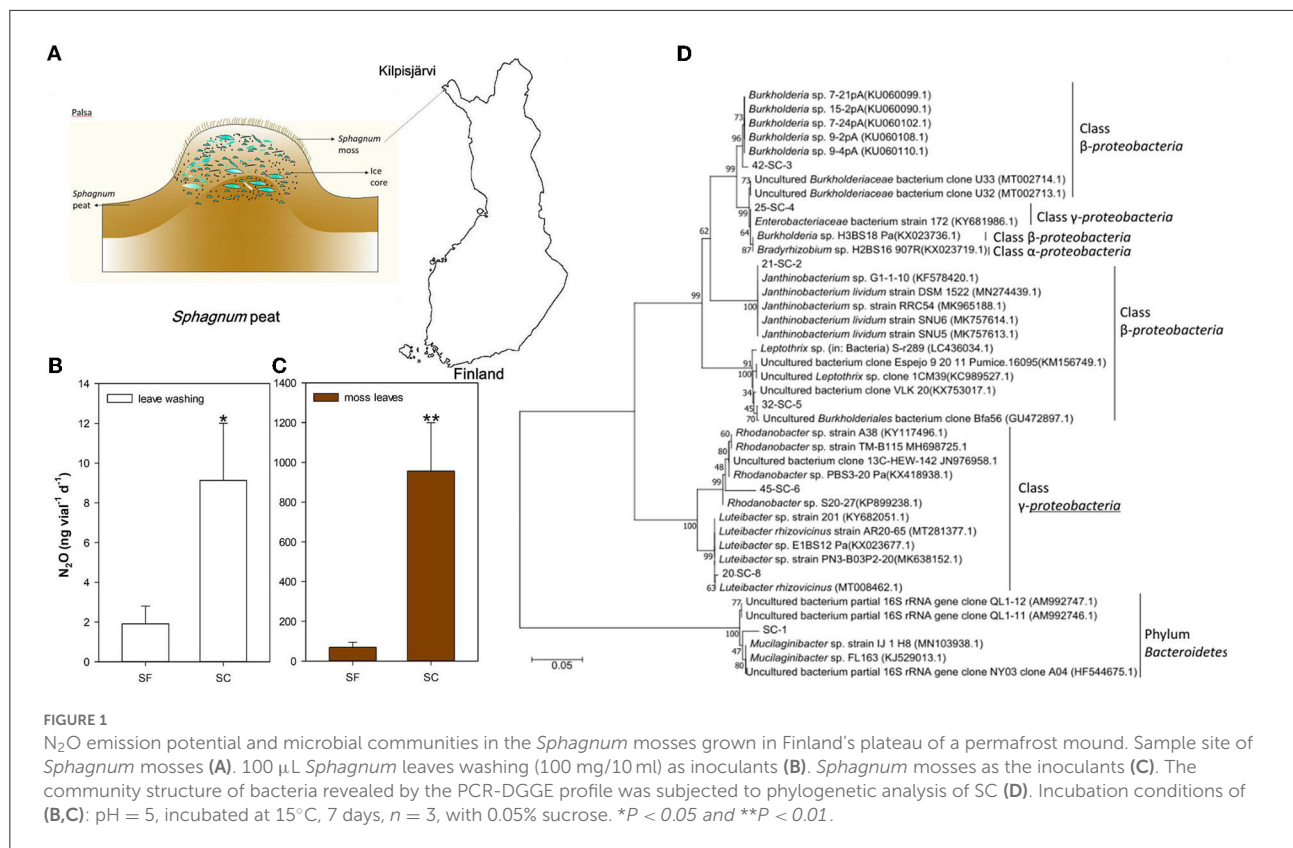 A
Kilpisjärvi
Palsa
Sphagnum
moss
Ice
core
Sphagnum
peat
Sphagnum peat
Finland
B
leave washing
N₂O (ng vial⁻¹ d⁻¹)
14
12
10
8
6
4
2
0
*
SF
SC
C
moss leaves
1400
1200
1000
800
600
400
200
0
**
SF
SC
D
Burkholderia sp. 7-21pA(KU060099.1)
Burkholderia sp. 15-2pA(KU060090.1)
73
Burkholderia sp. 7-24pA(KU060102.1)
96
Burkholderia sp. 9-2pA(KU060108.1)
Burkholderia sp. 9-4pA(KU060110.1)
Class
β-proteobacteria
42-SC-3
99
73
Uncultured Burkholderiaceae bacterium clone U33 (MT002714.1)
Uncultured Burkholderiaceae bacterium clone U32 (MT002713.1)
25-SC-4
99
Enterobacteriaceae bacterium strain 172 (KY681986.1)
Class γ-proteobacteria
62
64
Burkholderia sp. H3BS18 Pa(KX023736.1)
Class β-proteobacteria
87
Bradyrhizobium sp. H2BS16 907R(KX023719.1)
Class α-proteobacteria
21-SC-2
99
Janthinobacterium sp. G1-1-10 (KF578420.1)
Janthinobacterium lividum strain DSM 1522 (MN274439.1)
100
Janthinobacterium sp. strain RRC54 (MK965188.1)
Janthinobacterium lividum strain SNU6 (MK757614.1)
Janthinobacterium lividum strain SNU5 (MK757613.1)
Class
β-proteobacteria
Leptothrix sp. (in: Bacteria) S-r289 (LC436034.1)
91
Uncultured bacterium clone Espejo 9 20 11 Pumice.16095(KM156749.1)
100
Uncultured Leptothrix sp. clone 1CM39(KC989527.1)
34
Uncultured bacterium clone VLK 20(KX753017.1)
45
32-SC-5
70
Uncultured Burkholderiales bacterium clone Bfa56 (GU472897.1)
60
Rhodanobacter sp. strain A38 (KY117496.1)
80
Rhodanobacter sp. strain TM-B115 MH698725.1
48
Uncultured bacterium clone 13C-HEW-142 JN976958.1
Rhodanobacter sp. PBS3-20 Pa(KX418938.1)
99
45-SC-6
Rhodanobacter sp. S20-27(KP899238.1)
Class
γ-proteobacteria
100
Luteibacter sp. strain 201 (KY682051.1)
Luteibacter rhizovicinus strain AR20-65 (MT281377.1)
Luteibacter sp. E1BS12 Pa(KX023677.1)
99
Luteibacter sp. strain PN3-B03P2-20(MK638152.1)
20-SC-8
63
Luteibacter rhizovicinus (MT008462.1)
77
Uncultured bacterium partial 16S rRNA gene clone QL1-12 (AM992747.1)
Uncultured bacterium partial 16S rRNA gene clone QL1-11 (AM992746.1)
100
SC-1
Mucilaginibacter sp. strain IJ 1 H8 (MN103938.1)
47
Mucilaginibacter sp. FL163 (KJ529013.1)
80
Uncultured bacterium partial 16S rRNA gene clone NY03 clone A04 (HF544675.1)
Phylum
Bacteroidetes
0.05
FIGURE 1
N₂O emission potential and microbial communities in the Sphagnum mosses grown in Finland's plateau of a permafrost mound. Sample site of
Sphagnum mosses (A). 100 μL Sphagnum leaves washing (100 mg/10 ml) as inoculants (B). Sphagnum mosses as the inoculants (C). The
community structure of bacteria revealed by the PCR-DGGE profile was subjected to phylogenetic analysis of SC (D). Incubation conditions of
(B,C): pH = 5, incubated at 15°C, 7 days, n = 3, with 0.05% sucrose. *P < 0.05 and **P < 0.01.